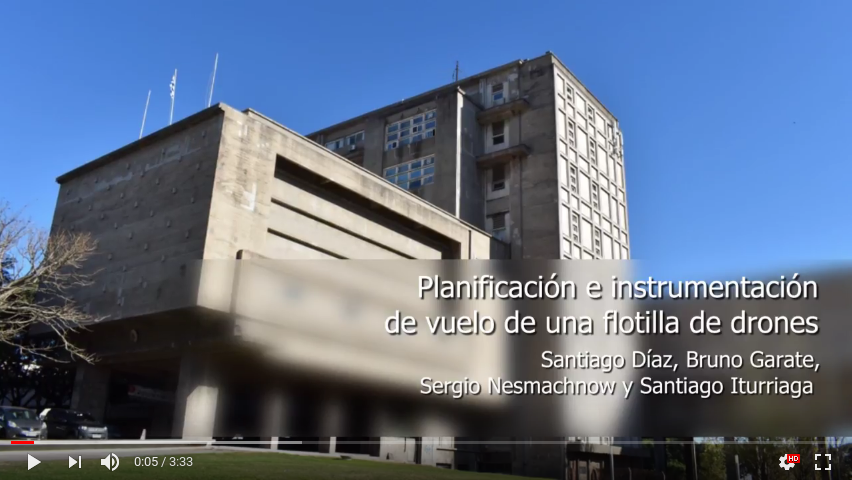 Planificación e instrumentación
de vuelo de una flotilla de drones
Santiago Díaz, Bruno Garate,
Sergio Nesmachnow y Santiago Iturriaga
0:05 / 3:33
HD